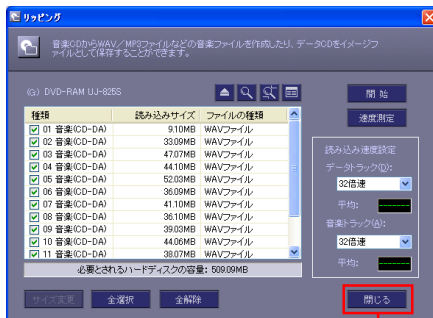 リッピング
音楽CDからWAV／MP3ファイルなどの音楽ファイルを作成したり、データCDをイメージファイルとして保存することができます。
(G) DVD-RAM UJ-825S
開 始
種類 読み込みサイズ ファイルの種類
速度測定
01 音楽(CD-DA) 9.10MB WAVファイル
02 音楽(CD-DA) 33.09MB WAVファイル
03 音楽(CD-DA) 47.07MB WAVファイル
04 音楽(CD-DA) 44.10MB WAVファイル
05 音楽(CD-DA) 52.03MB WAVファイル
06 音楽(CD-DA) 36.09MB WAVファイル
07 音楽(CD-DA) 41.10MB WAVファイル
08 音楽(CD-DA) 36.10MB WAVファイル
09 音楽(CD-DA) 39.03MB WAVファイル
10 音楽(CD-DA) 44.06MB WAVファイル
11 音楽(CD-DA) 38.07MB WAVファイル
必要とされるハードディスクの容量: 509.09MB
読み込み速度設定
データトラック(D):
32倍速
平均:
音楽トラック(A):
32倍速
平均:
サイズ変更 全選択 全解除 閉じる